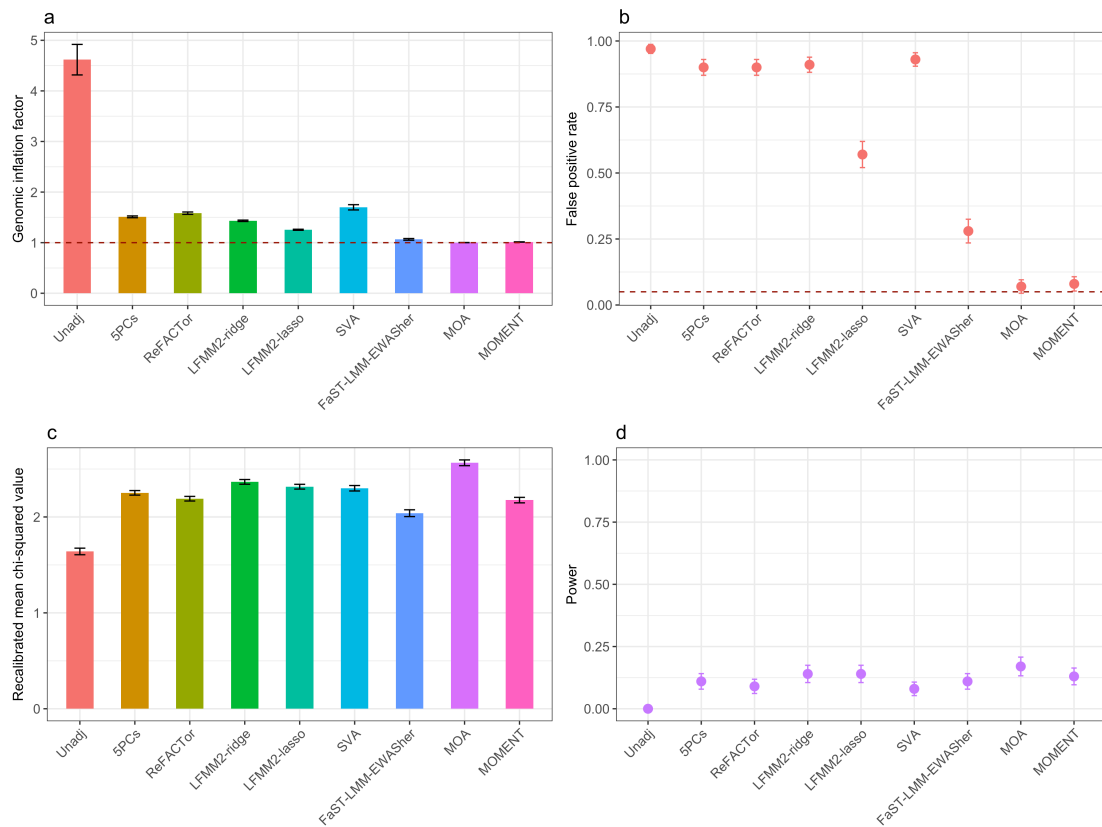 a
Genomic inflation factor
5
4
3
2
1
0
Unadj
5PCs
ReFACTor
LFMM2-ridge
LFMM2-lasso
SVA
FaST-LMM-EWASher
MOA
MOMENT
b
False positive rate
1.00
0.75
0.50
0.25
0.00
Unadj
5PCs
ReFACTor
LFMM2-ridge
LFMM2-lasso
SVA
FaST-LMM-EWASher
MOA
MOMENT
c
Recalibrated mean chi-squared value
2
1
0
Unadj
5PCs
ReFACTor
LFMM2-ridge
LFMM2-lasso
SVA
FaST-LMM-EWASher
MOA
MOMENT
d
Power
1.00
0.75
0.50
0.25
0.00
Unadj
5PCs
ReFACTor
LFMM2-ridge
LFMM2-lasso
SVA
FaST-LMM-EWASher
MOA
MOMENT